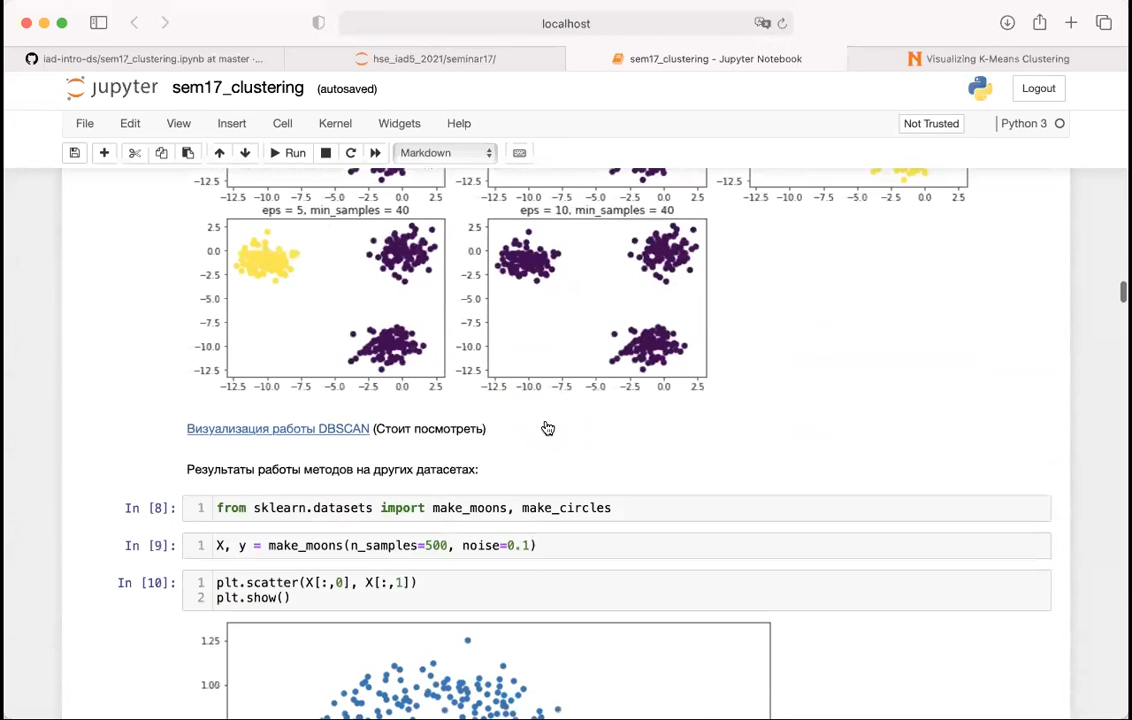 localhost
iad-intro-ds/sem17_clustering.ipynb at master ·...
hse_iad5_2021/seminar17/
sem17_clustering - Jupyter Notebook
Visualizing K-Means Clustering
jupyter sem17_clustering (autosaved)
Logout
File Edit View Insert Cell Kernel Widgets Help
Not Trusted
Python 3
Run
Markdown
−12.5 −12.5 −12.5
−12.5 −10.0 −7.5 −5.0 −2.5 0.0 2.5 −12.5 −10.0 −7.5 −5.0 −2.5 0.0 2.5 −12.5 −10.0 −7.5 −5.0 −2.5 0.0 2.5
eps = 5, min_samples = 40 eps = 10, min_samples = 40
2.5 2.5
0.0 0.0
−2.5 −2.5
−5.0 −5.0
−7.5 −7.5
−10.0 −10.0
−12.5 −12.5
−12.5 −10.0 −7.5 −5.0 −2.5 0.0 2.5 −12.5 −10.0 −7.5 −5.0 −2.5 0.0 2.5
Визуализация работы DBSCAN (Стоит посмотреть)
Результаты работы методов на других датасетах:
In [8]: 1 from sklearn.datasets import make_moons, make_circles
In [9]: 1 X, y = make_moons(n_samples=500, noise=0.1)
In [10]: 1 plt.scatter(X[:,0], X[:,1])
2 plt.show()
1.25
1.00